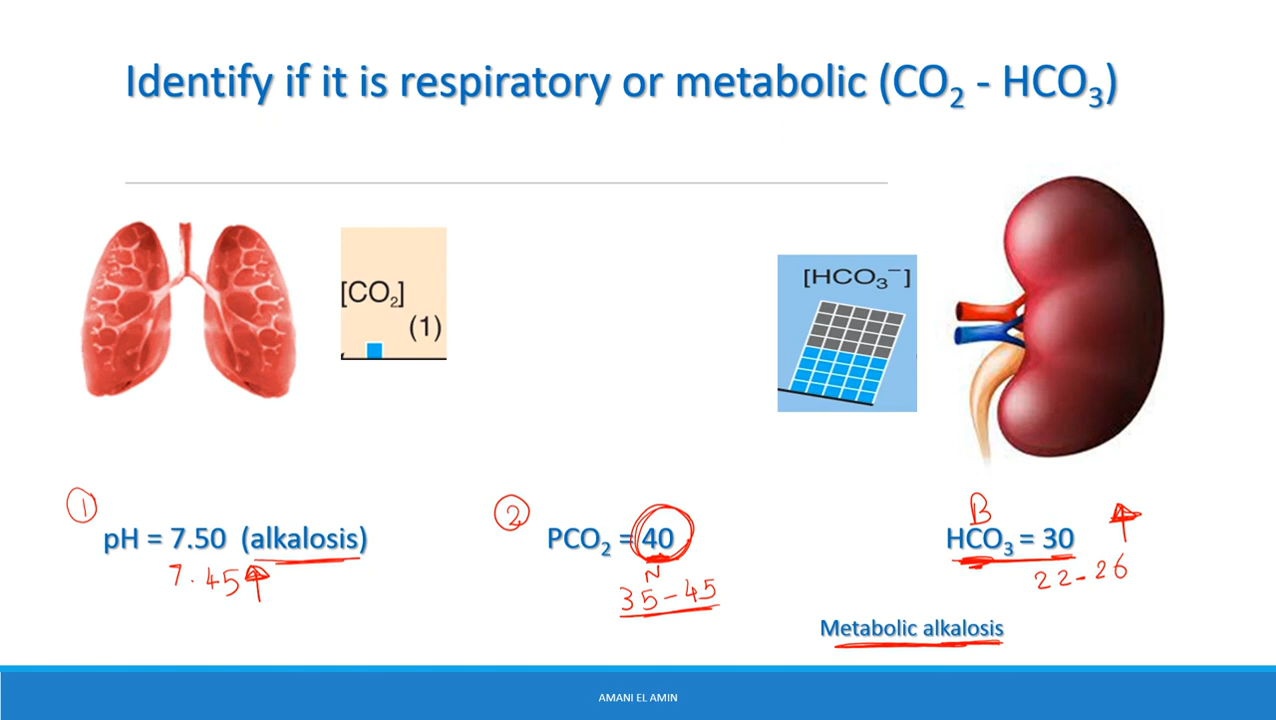 Identify if it is respiratory or metabolic (CO₂ - HCO₃)
[CO₂]
(1)
[HCO₃⁻]
①
pH = 7.50 (alkalosis)
7.45↑
②
PCO₂ = 40
N
35-45
B
HCO₃ = 30 ↑
22-26
Metabolic alkalosis
AMANI EL AMIN